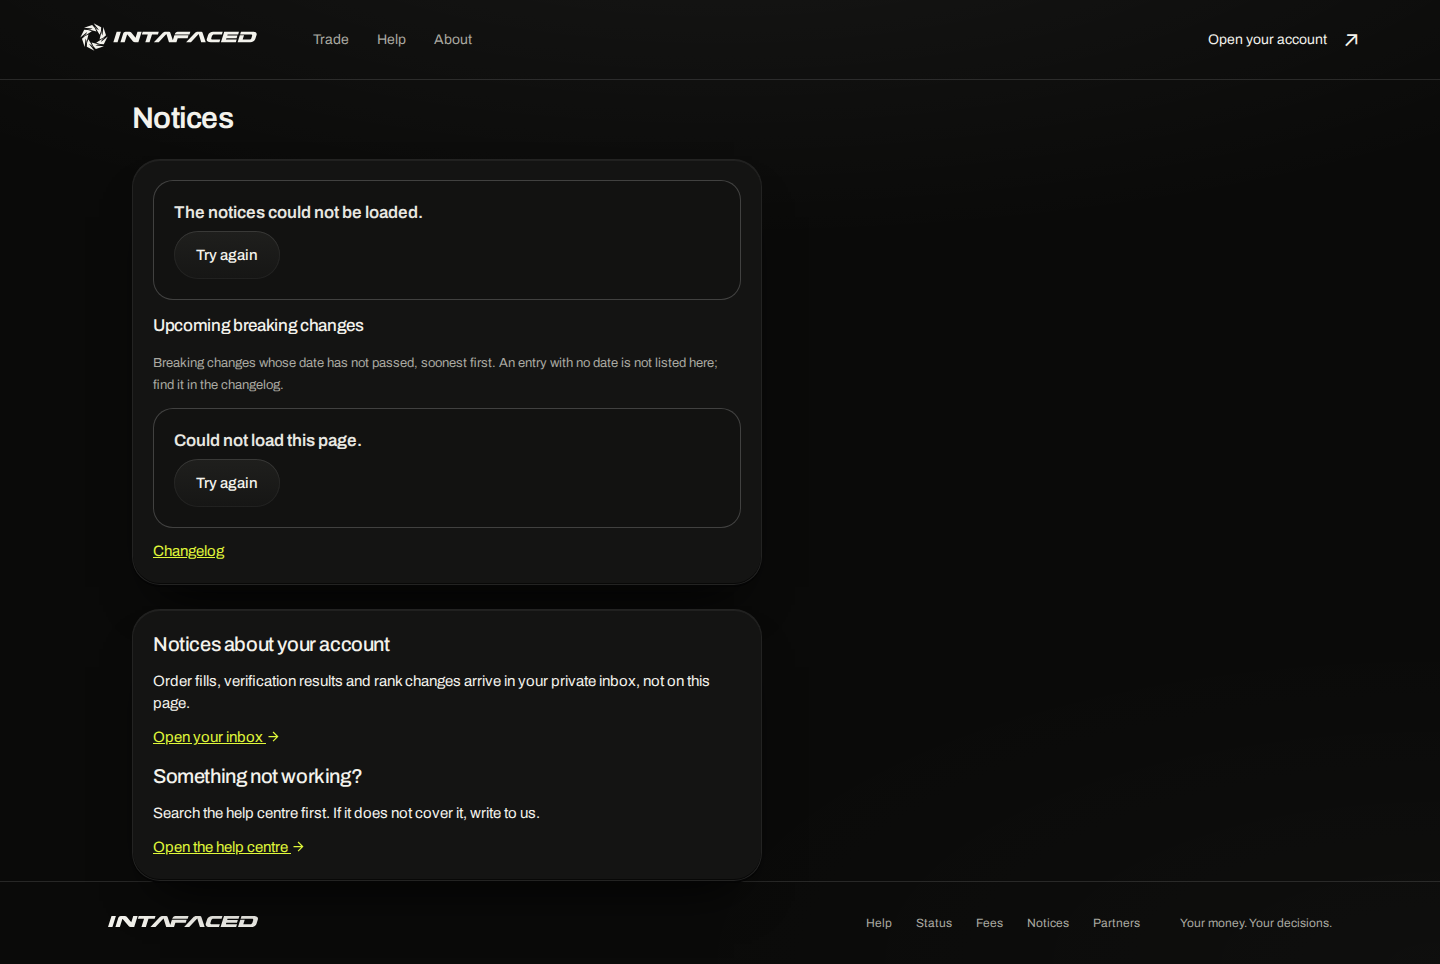 INTAFACED
Trade
Help
About
Open your account
Notices
The notices could not be loaded.
Try again
Upcoming breaking changes
Breaking changes whose date has not passed, soonest first. An entry with no date is not listed here;
find it in the changelog.
Could not load this page.
Try again
Changelog
Notices about your account
Order fills, verification results and rank changes arrive in your private inbox, not on this
page.
Open your inbox →
Something not working?
Search the help centre first. If it does not cover it, write to us.
Open the help centre →
INTAFACED
Help
Status
Fees
Notices
Partners
Your money. Your decisions.